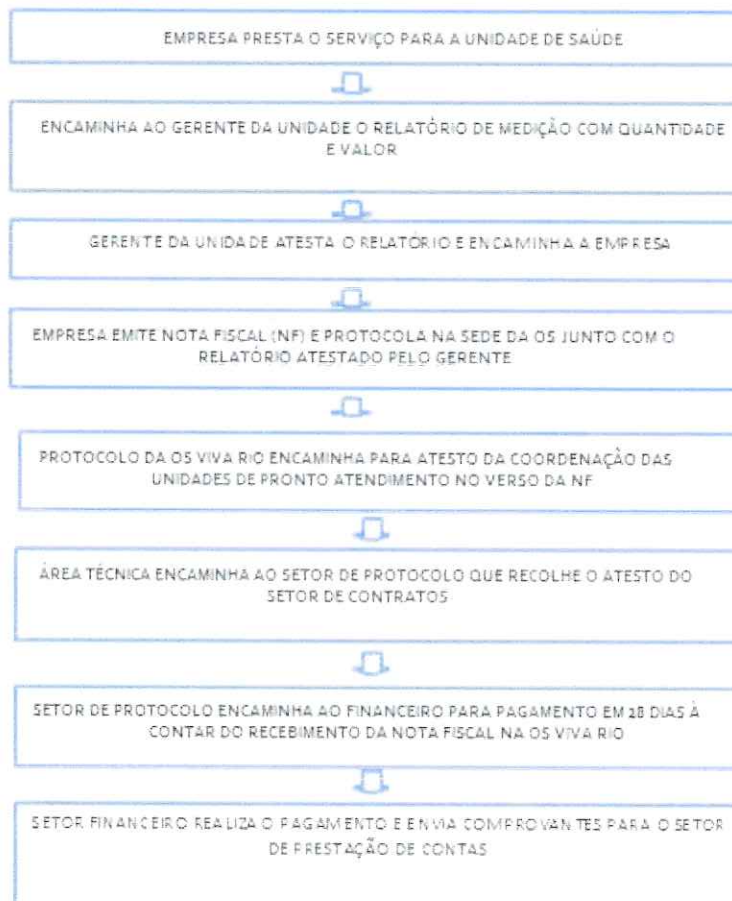 EMPRESA PRESTA O SERVIÇO PARA A UNIDADE DE SAÚDE
ENCAMINHA AO GERENTE DA UNIDADE O RELATÓRIO DE MEDIÇÃO COM QUANTIDADE
E VALOR
GERENTE DA UNIDADE ATESTA O RELATÓRIO E ENCAMINHA A EMPRESA
EMPRESA EMITE NOTA FISCAL (NF) E PROTOCOLA NA SEDE DA OS JUNTO COM O
RELATÓRIO ATESTADO PELO GERENTE
PROTOCOLO DA OS VIVA RIO ENCAMINHA PARA ATESTO DA COORDENAÇÃO DAS
UNIDADES DE PRONTO ATENDIMENTO NO VERSO DA NF
ÁREA TÉCNICA ENCAMINHA AO SETOR DE PROTOCOLO QUE RECOLHE O ATESTO DO
SETOR DE CONTRATOS
SETOR DE PROTOCOLO ENCAMINHA AO FINANCEIRO PARA PAGAMENTO EM 28 DIAS À
CONTAR DO RECEBIMENTO DA NOTA FISCAL NA OS VIVA RIO
SETOR FINANCEIRO REALIZA O PAGAMENTO E ENVIA COMPROVANTES PARA O SETOR
DE PRESTAÇÃO DE CONTAS